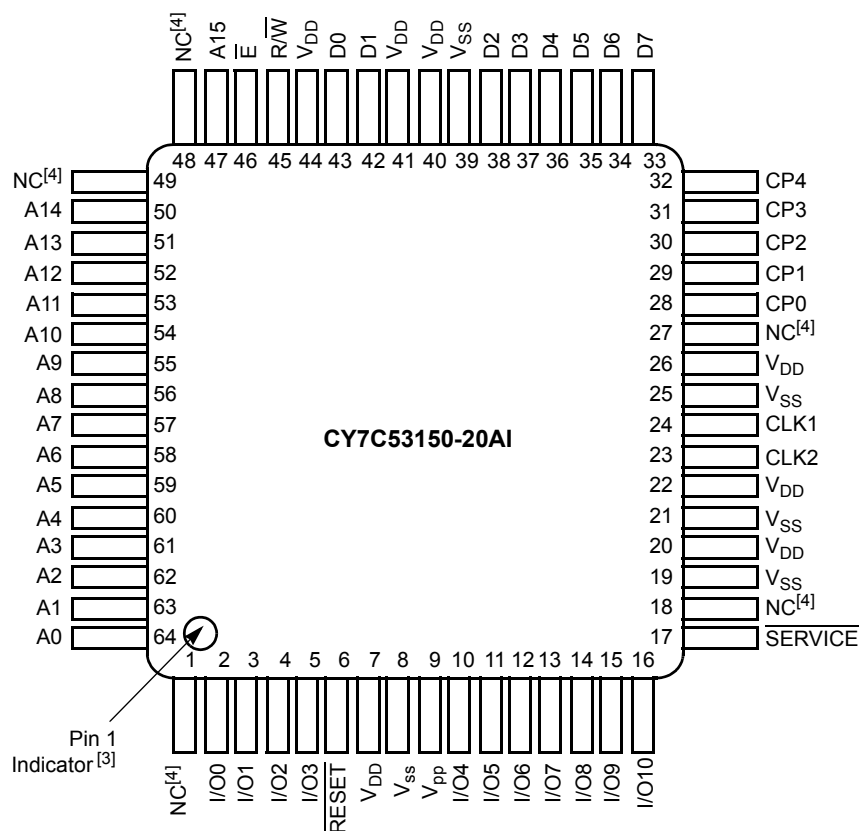 NC[4] A15 E R/W VDD D0 D1 VDD VDD VSS D2 D3 D4 D5 D6 D7
48 47 46 45 44 43 42 41 40 39 38 37 36 35 34 33
NC[4] 49 32 CP4
A14 50 31 CP3
A13 51 30 CP2
A12 52 29 CP1
A11 53 28 CP0
A10 54 27 NC[4]
A9 55 26 VDD
A8 56 25 VSS
A7 57 24 CLK1
CY7C53150-20AI
A6 58 23 CLK2
A5 59 22 VDD
A4 60 21 VSS
A3 61 20 VDD
A2 62 19 VSS
A1 63 18 NC[4]
A0 64 17 SERVICE
1 2 3 4 5 6 7 8 9 10 11 12 13 14 15 16
Pin 1
Indicator [3]
NC[4] I/O0 I/O1 I/O2 I/O3 RESET VDD Vss Vpp I/O4 I/O5 I/O6 I/O7 I/O8 I/O9 I/O10